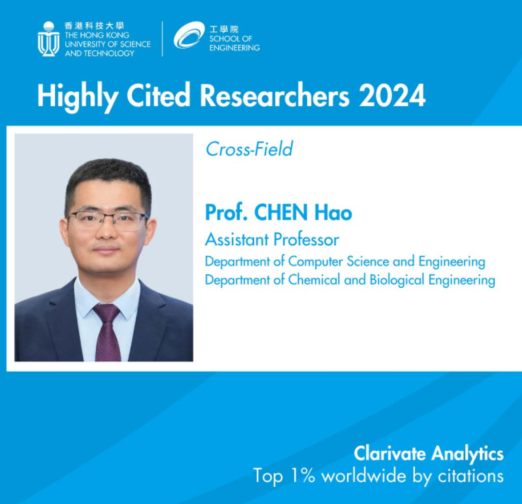 香港科技大學
THE HONG KONG
UNIVERSITY OF SCIENCE
AND TECHNOLOGY
工學院
SCHOOL OF
ENGINEERING
Highly Cited Researchers 2024
Cross-Field
Prof. CHEN Hao
Assistant Professor
Department of Computer Science and Engineering
Department of Chemical and Biological Engineering
Clarivate Analytics
Top 1% worldwide by citations